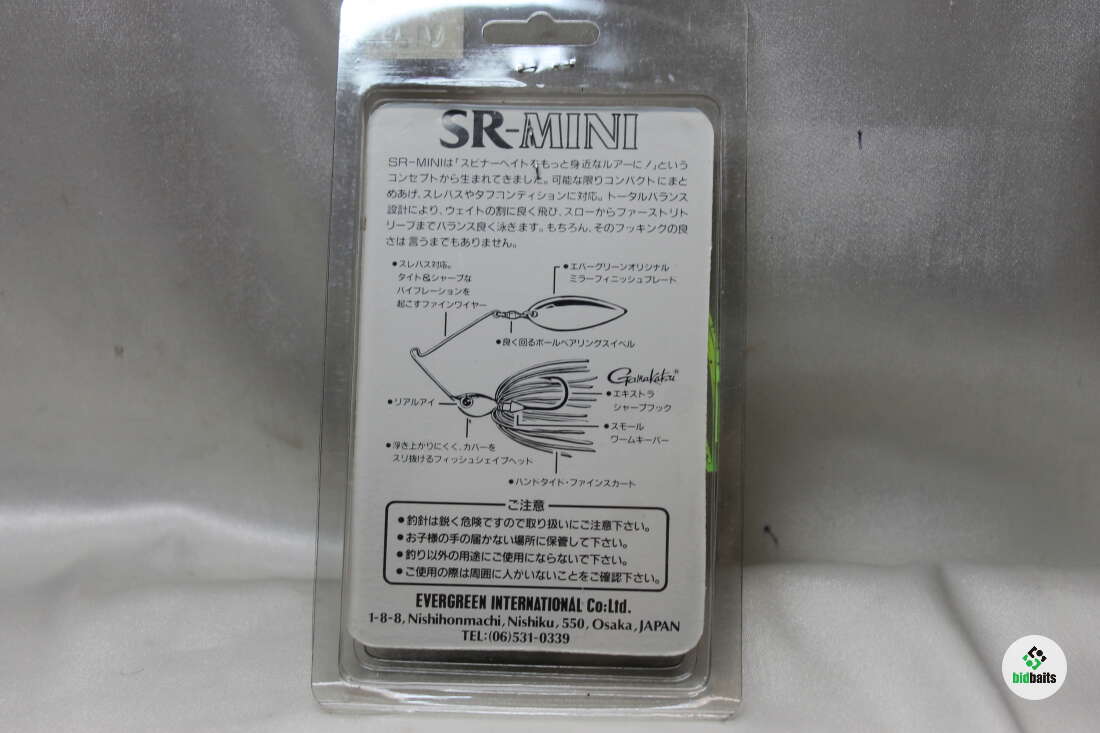 SR-MINI
SR-MINIは「スピナーベイトをもっと身近なルアーに!」という
コンセプトから生まれてきました。可能な限りコンパクトにまと
めあげ、スレバスやタフコンディションに対応。トータルバランス
設計により、ウェイトの割に良く飛び、スローからファーストリト
リーブまでバランス良く泳ぎます。もちろん、そのフッキングの良
さは言うまでもありません。
●スレバス対応。
タイト&シャープな
バイブレーションを
起こすファインワイヤー
●エバーグリーンオリジナル
ミラーフィニッシュブレード
●良く回るボールベアリングスイベル
Gamakatsu
●エキストラ
シャープフック
●リアルアイ
●スモール
ワームキーパー
●浮き上がりにくく、カバーを
スリ抜けるフィッシュシェイプヘッド
●ハンドタイド・ファインスカート
ご注意
●釣針は鋭く危険ですので取り扱いにご注意下さい。
●お子様の手の届かない場所に保管して下さい。
●釣り以外の用途にご使用にならないで下さい。
●ご使用の際は周囲に人がいないことをご確認下さい。
EVERGREEN INTERNATIONAL Co:Ltd.
1-8-8, Nishihonmachi, Nishiku, 550, Osaka, JAPAN
TEL:(06)531-0339
bidbaits